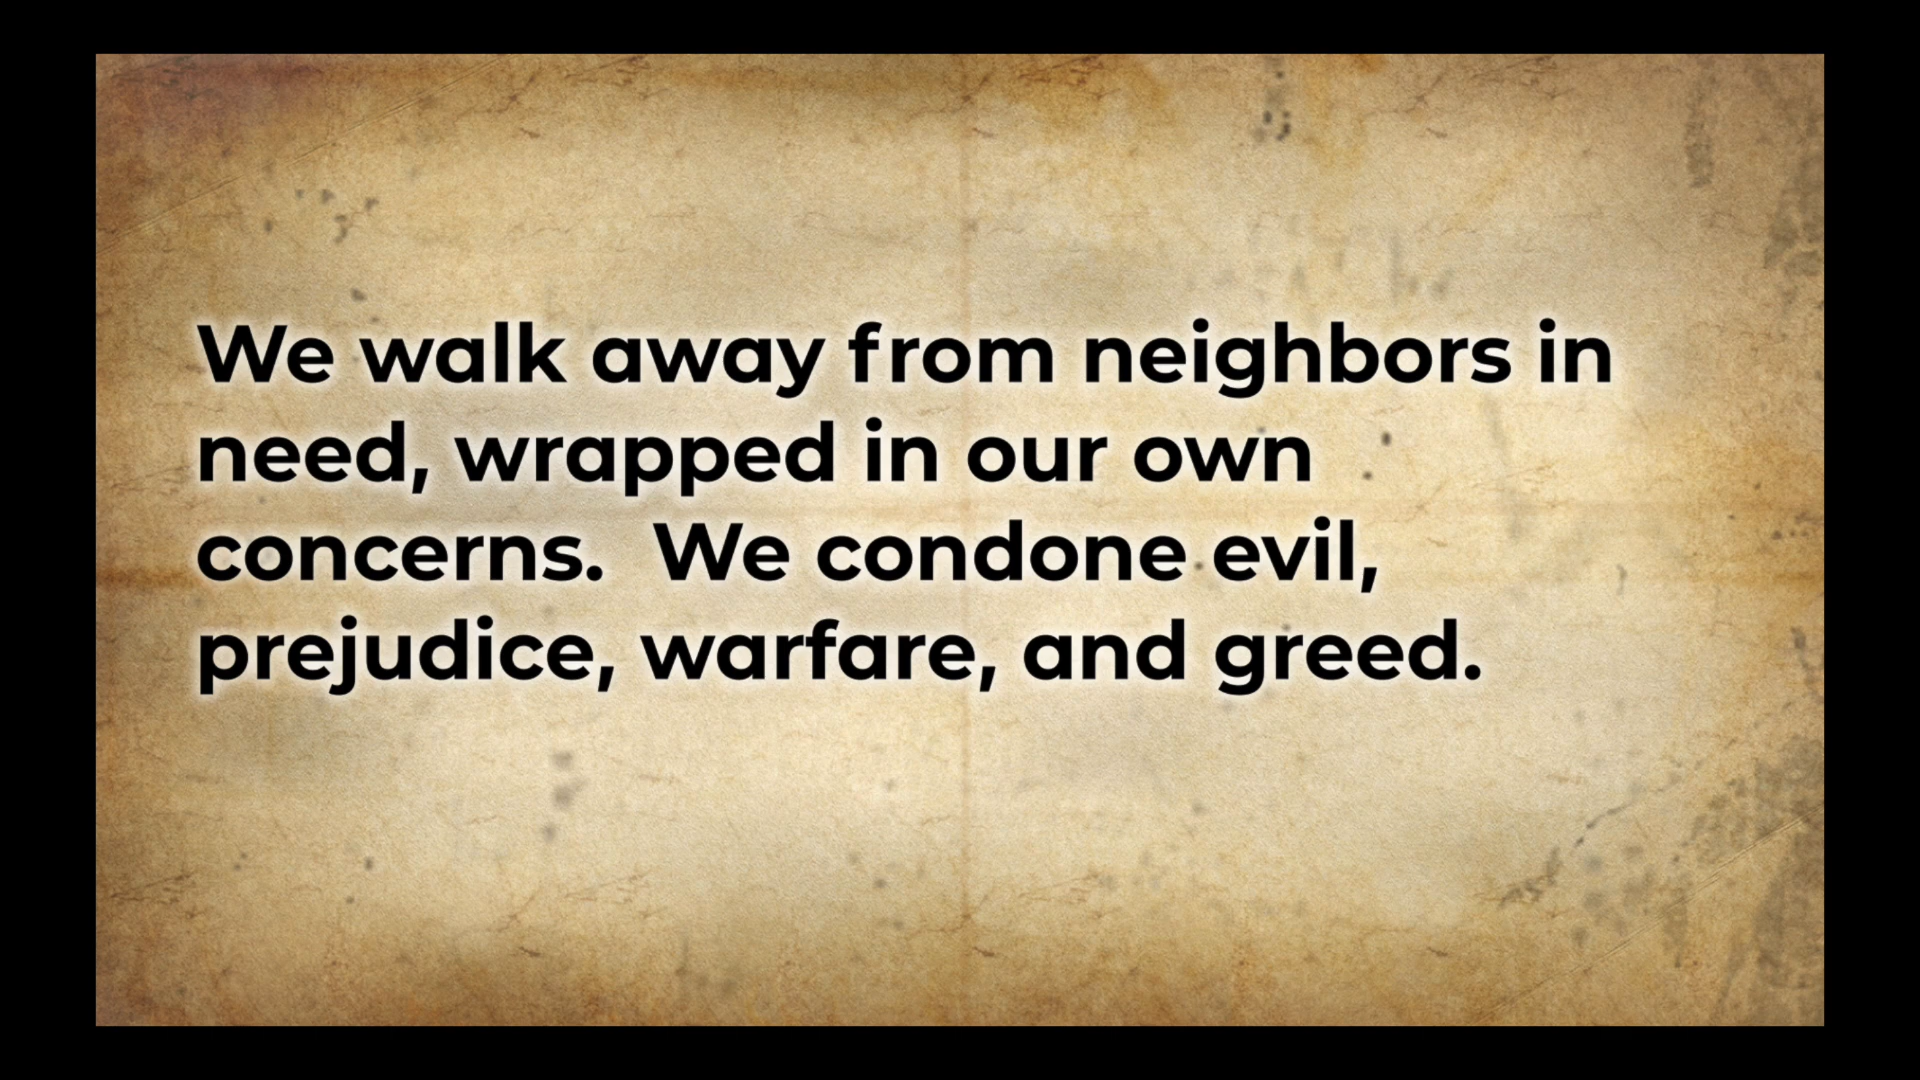 We walk away from neighbors in
need, wrapped in our own
concerns.  We condone evil,
prejudice, warfare, and greed.